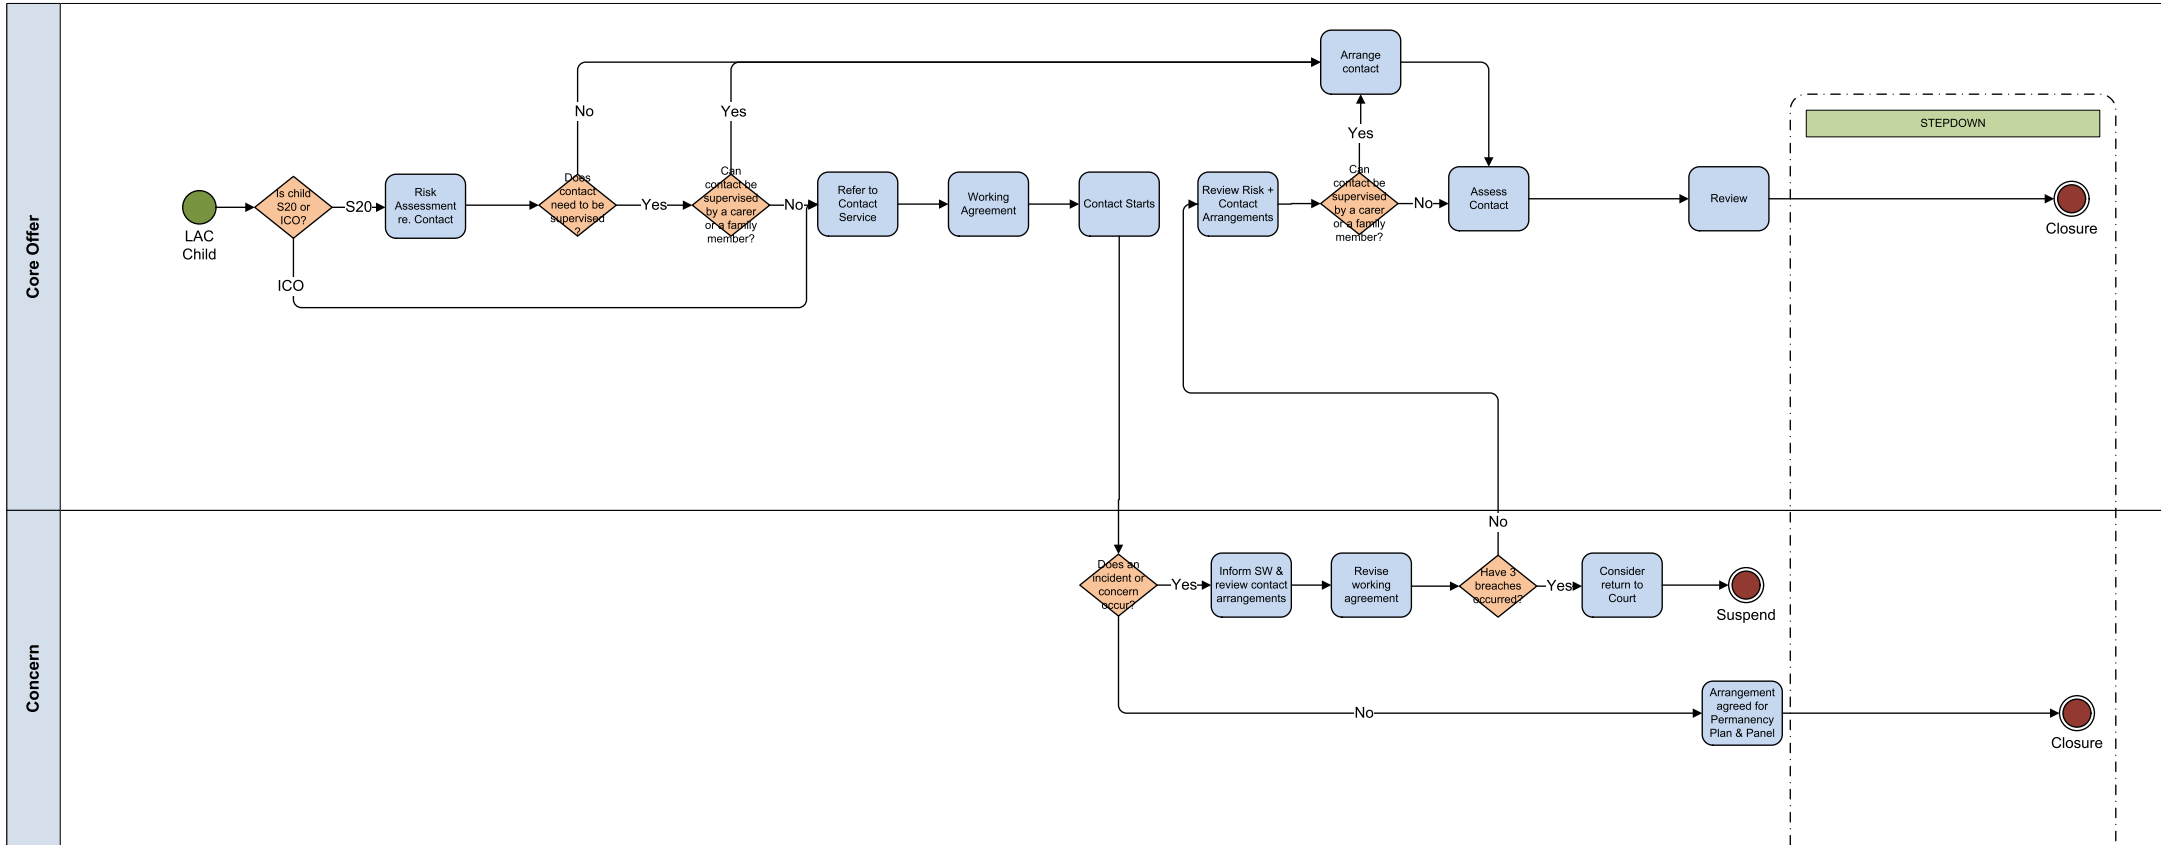 Core Offer
LAC
Child
Is child
S20 or
ICO?
S20
ICO
Risk
Assessment
re. Contact
Does
contact
need to be
supervised
?
No
Yes
Can
contact be
supervised
by a carer
or a family
member?
Yes
No
Refer to
Contact
Service
Working
Agreement
Contact Starts
Review Risk +
Contact
Arrangements
Can
contact be
supervised
by a carer
or a family
member?
Yes
No
Arrange
contact
Assess
Contact
Review
STEPDOWN
Closure
Concern
Does an
incident or
concern
occur?
Yes
No
Inform SW &
review contact
arrangements
Revise
working
agreement
Have 3
breaches
occurred?
No
Yes
Consider
return to
Court
Suspend
Arrangement
agreed for
Permanency
Plan & Panel
Closure